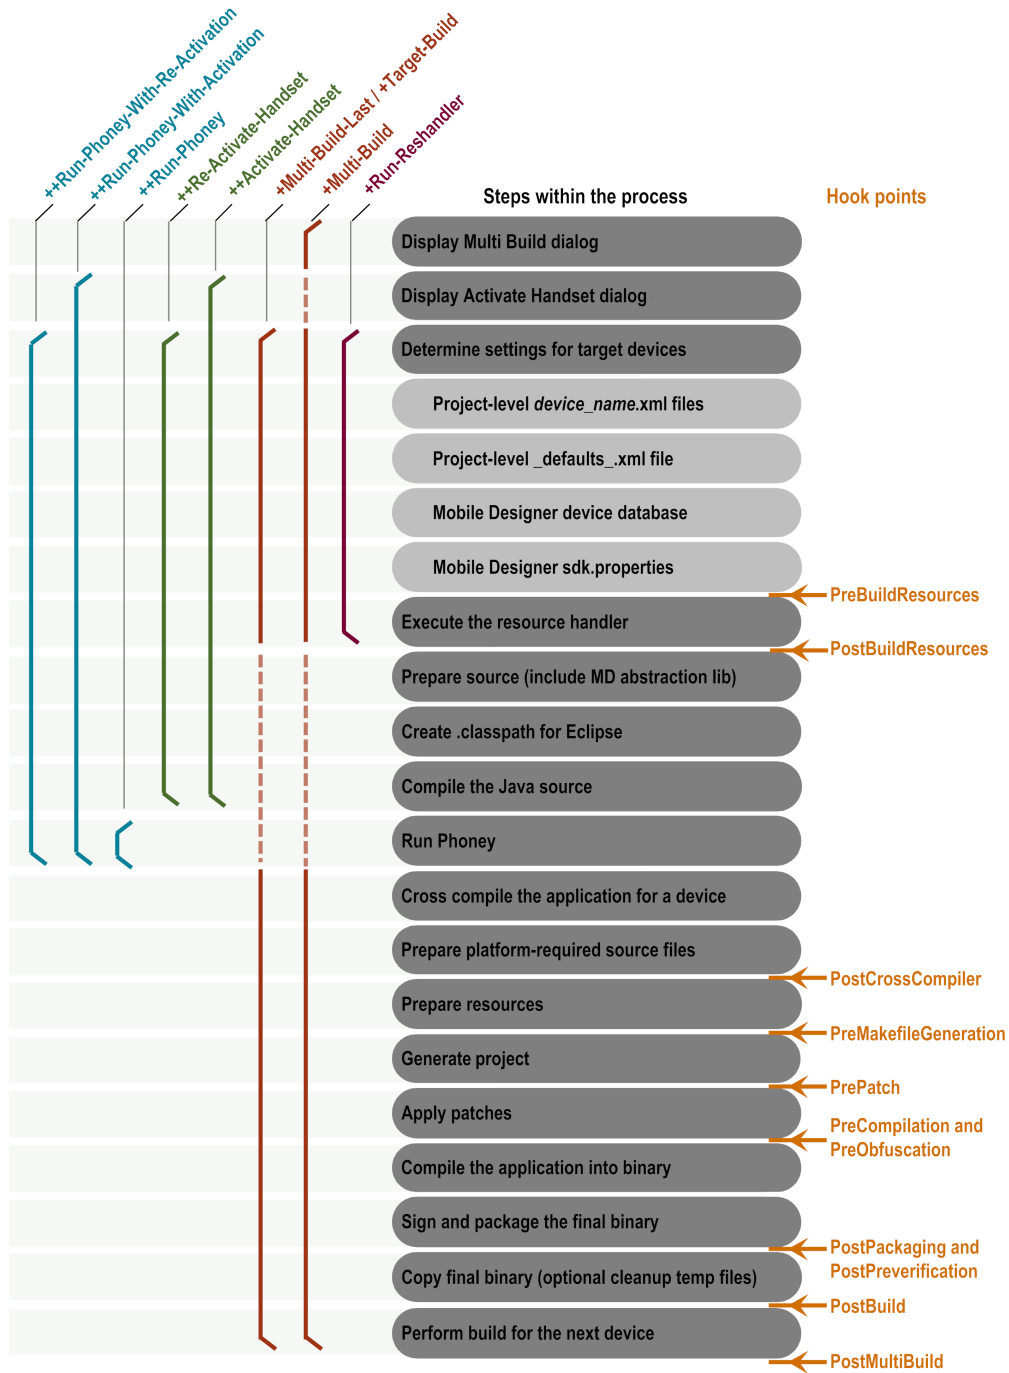 ++Run-Phoney-With-Re-Activation
++Run-Phoney-With-Activation
++Run-Phoney
++Re-Activate-Handset
++Activate-Handset
+Multi-Build-Last / +Target-Build
+Multi-Build
+Run-Reshandler
Steps within the process
Hook points
Display Multi Build dialog
Display Activate Handset dialog
Determine settings for target devices
Project-level device_name.xml files
Project-level _defaults_.xml file
Mobile Designer device database
Mobile Designer sdk.properties
PreBuildResources
Execute the resource handler
PostBuildResources
Prepare source (include MD abstraction lib)
Create .classpath for Eclipse
Compile the Java source
Run Phoney
Cross compile the application for a device
Prepare platform-required source files
PostCrossCompiler
Prepare resources
PreMakefileGeneration
Generate project
PrePatch
Apply patches
PreCompilation and
PreObfuscation
Compile the application into binary
Sign and package the final binary
PostPackaging and
PostPreverification
Copy final binary (optional cleanup temp files)
PostBuild
Perform build for the next device
PostMultiBuild